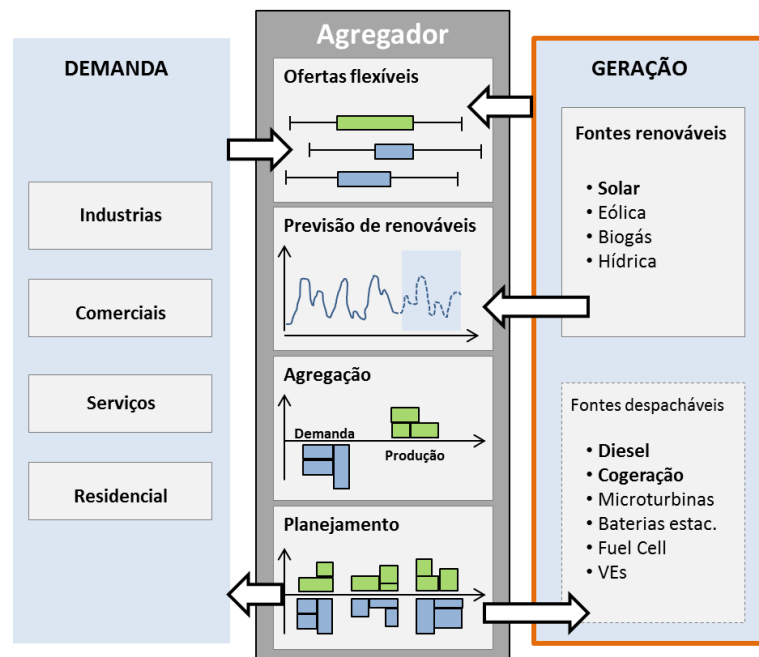 Agregador
DEMANDA
Industrias
Comerciais
Serviços
Residencial
Ofertas flexíveis
Previsão de renováveis
Agregação
Demanda
Produção
Planejamento
GERAÇÃO
Fontes renováveis
• Solar
• Eólica
• Biogás
• Hídrica
Fontes despacháveis
• Diesel
• Cogeração
• Microturbinas
• Baterias estac.
• Fuel Cell
• VEs